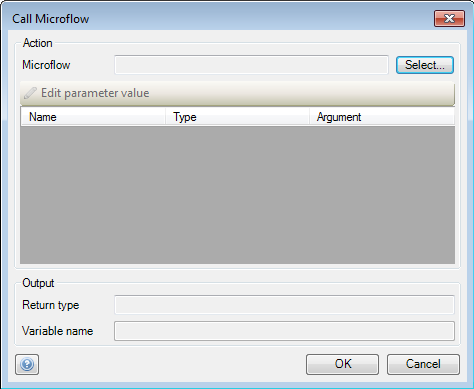 Call Microflow
Action
Microflow Select...
Edit parameter value
Name Type Argument
Output
Return type
Variable name
? OK Cancel